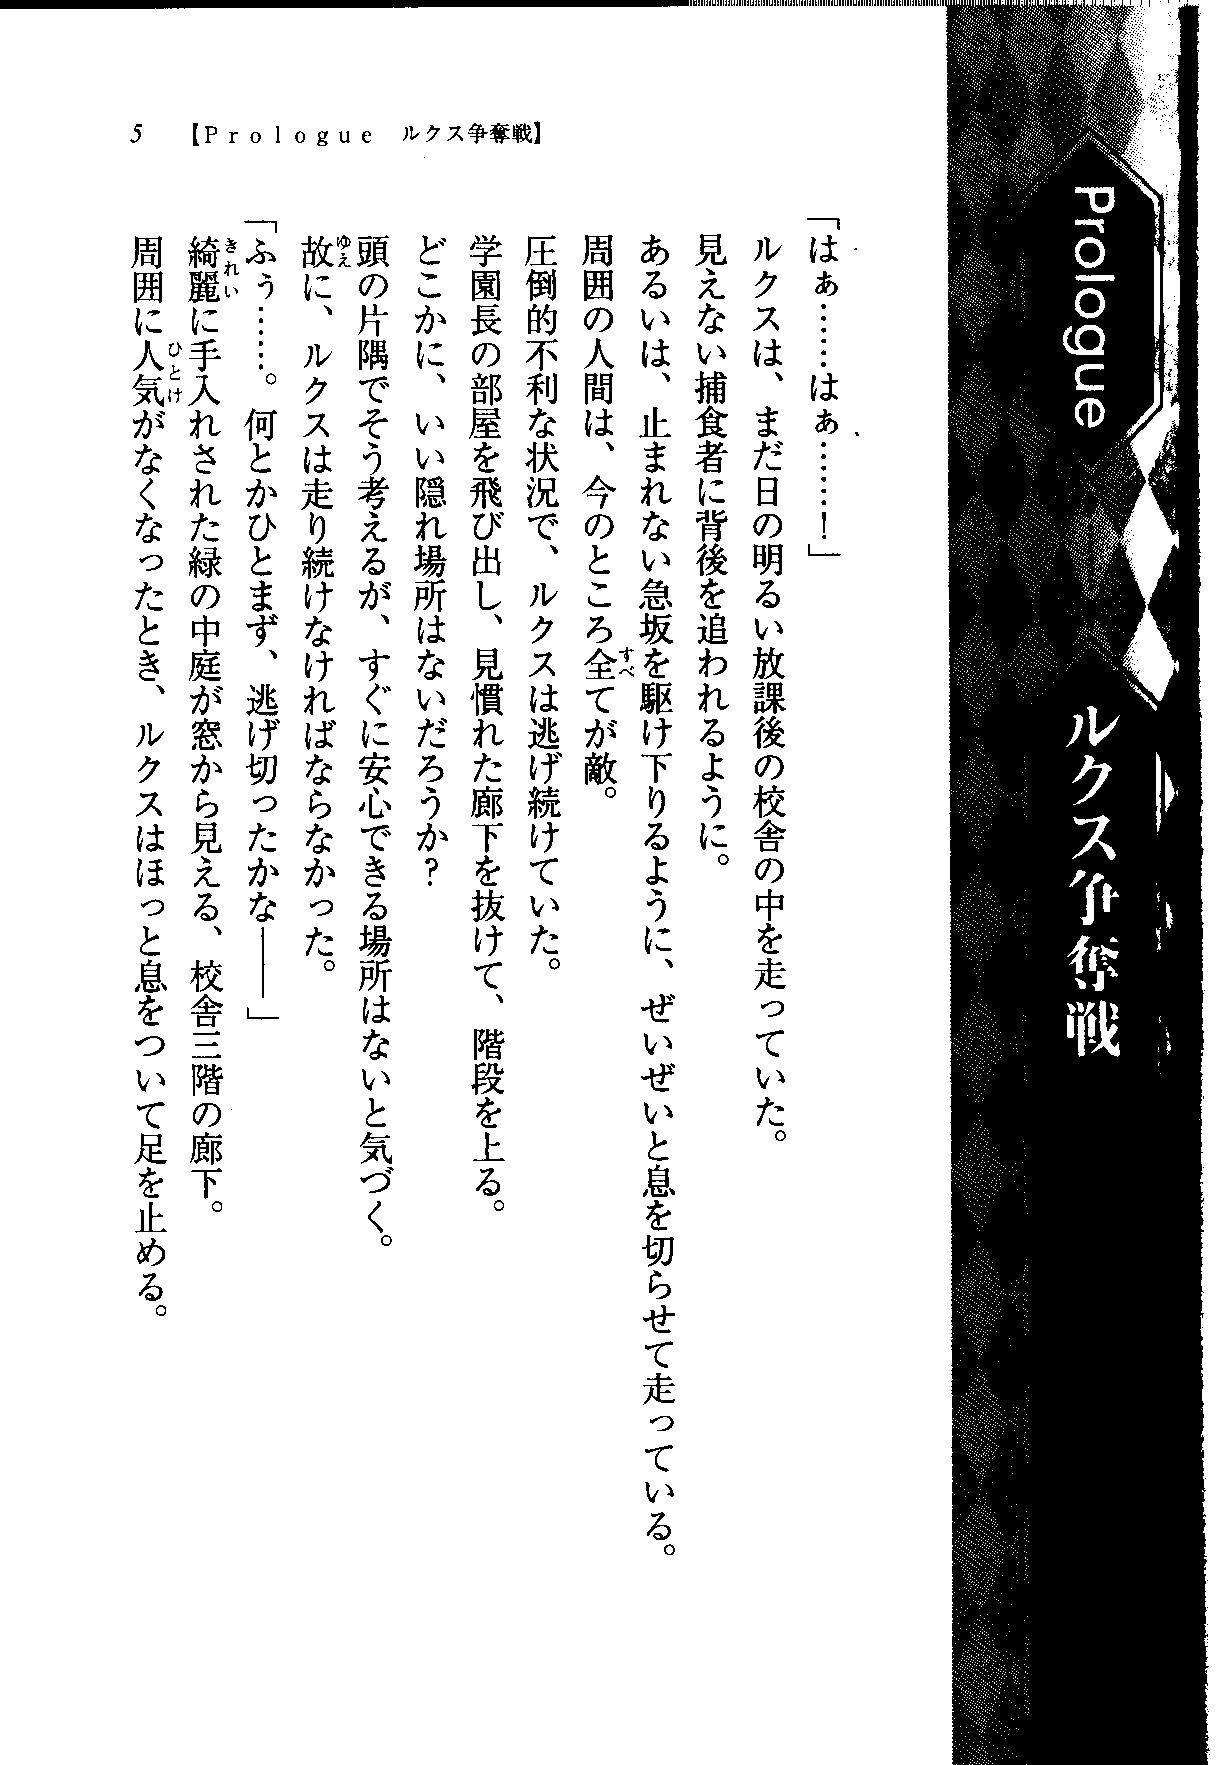 Prologue
ルクス争奪戦
5 【Prologue ルクス争奪戦】
「はぁ……はぁ……！」
ルクスは、まだ日の明るい放課後の校舎の中を走っていた。
見えない捕食者に背後を追われるように。
あるいは、止まれない急坂を駆け下りるように、ぜいぜいと息を切らせて走っている。
周囲の人間は、今のところ全てが敵。
圧倒的不利な状況で、ルクスは逃げ続けていた。
学園長の部屋を飛び出し、見慣れた廊下を抜けて、階段を上る。
どこかに、いい隠れ場所はないだろうか？
頭の片隅でそう考えるが、すぐに安心できる場所はないと気づく。
故に、ルクスは走り続けなければならなかった。
「ふぅ……。何とかひとまず、逃げ切ったかな――」
綺麗に手入れされた緑の中庭が窓から見える、校舎三階の廊下。
周囲に人気がなくなったとき、ルクスはほっと息をついて足を止める。